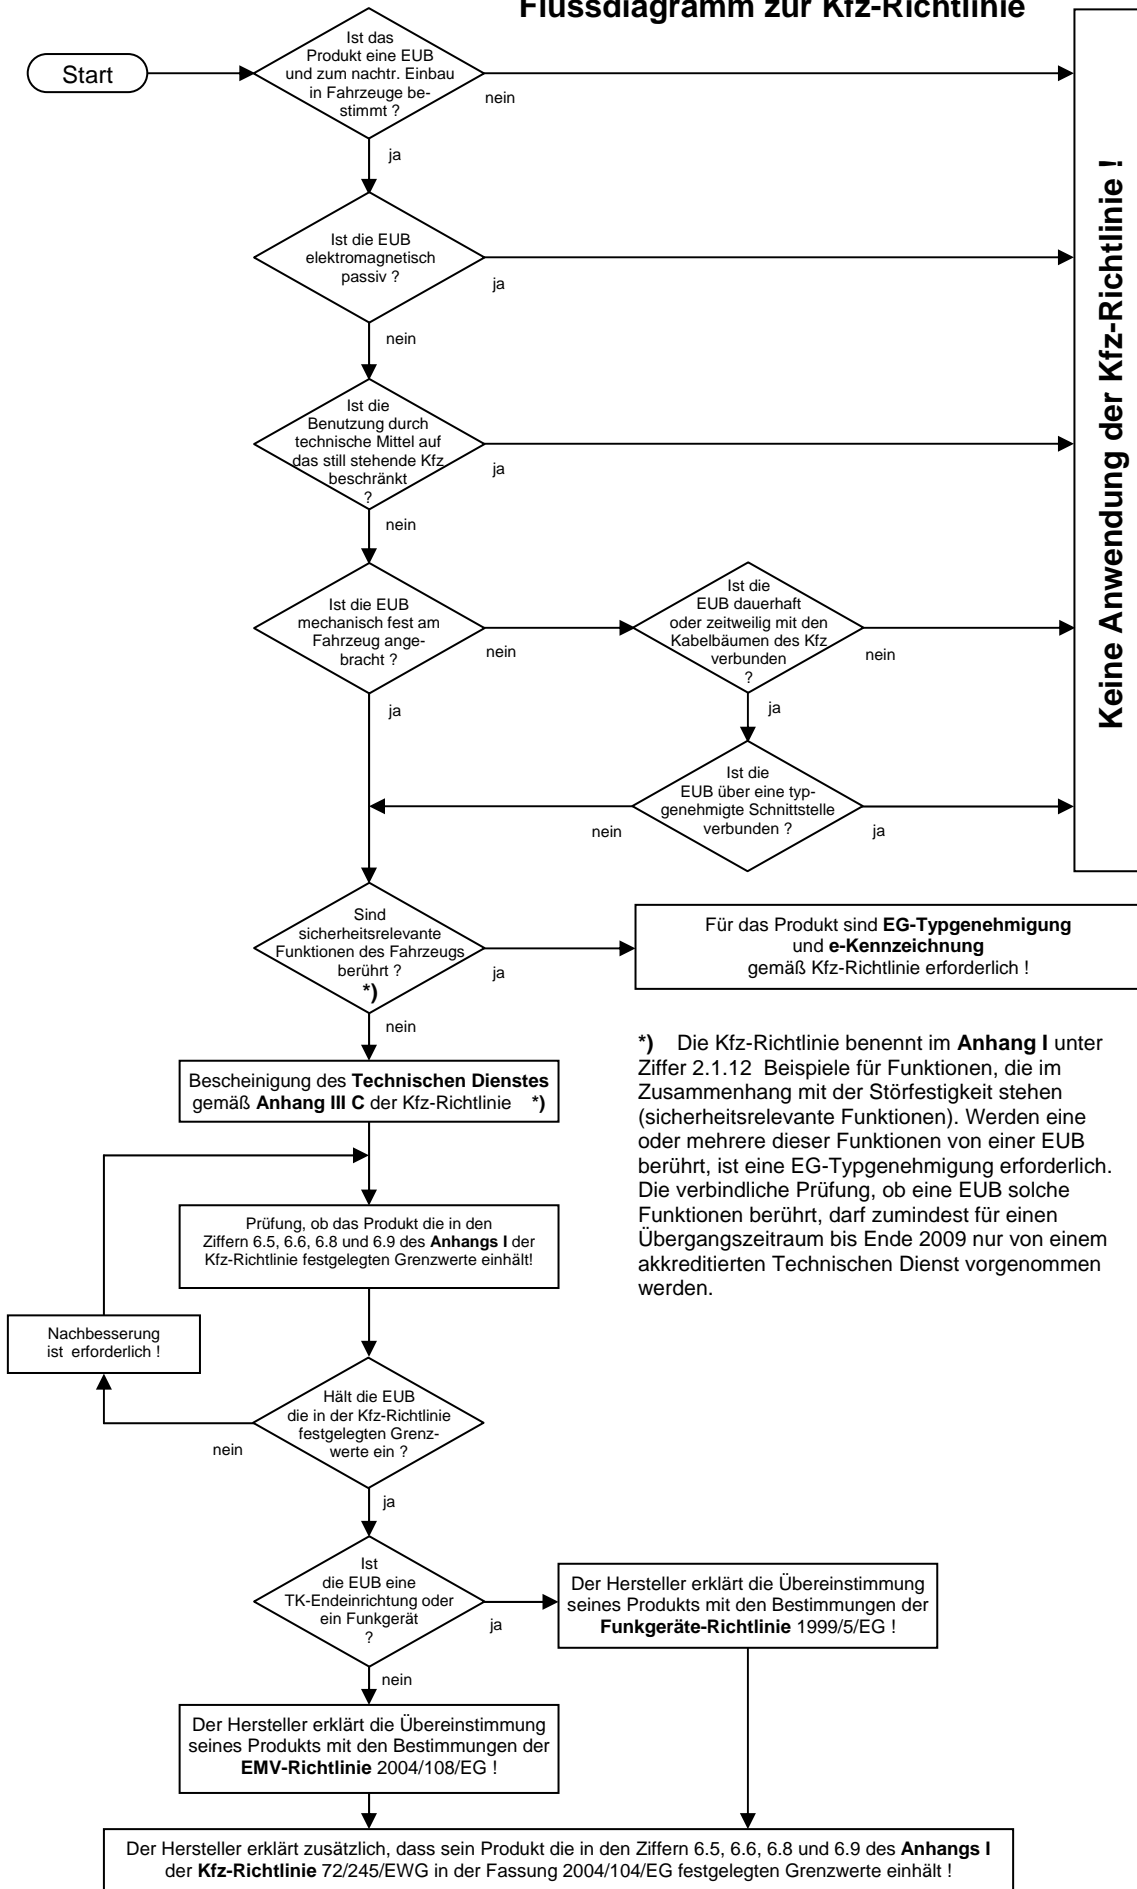 Flussdiagramm zur Kfz-Richtlinie
Start
Ist das
Produkt eine EUB
und zum nachtr. Einbau
in Fahrzeuge be-
stimmt ?
nein
ja
Ist die EUB
elektromagnetisch
passiv ?
ja
nein
Ist die
Benutzung durch
technische Mittel auf
das still stehende Kfz
beschränkt
?
ja
nein
Ist die EUB
mechanisch fest am
Fahrzeug ange-
bracht ?
nein
ja
Ist die
EUB dauerhaft
oder zeitweilig mit den
Kabelbäumen des Kfz
verbunden
?
nein
ja
Ist die
EUB über eine typ-
genehmigte Schnittstelle
verbunden ?
nein
ja
Keine Anwendung der Kfz-Richtlinie !
Sind
sicherheitsrelevante
Funktionen des Fahrzeugs
berührt ?
*)
ja
nein
Für das Produkt sind EG-Typgenehmigung
und e-Kennzeichnung
gemäß Kfz-Richtlinie erforderlich !
*) Die Kfz-Richtlinie benennt im Anhang I unter
Ziffer 2.1.12 Beispiele für Funktionen, die im
Zusammenhang mit der Störfestigkeit stehen
(sicherheitsrelevante Funktionen). Werden eine
oder mehrere dieser Funktionen von einer EUB
berührt, ist eine EG-Typgenehmigung erforderlich.
Die verbindliche Prüfung, ob eine EUB solche
Funktionen berührt, darf zumindest für einen
Übergangszeitraum bis Ende 2009 nur von einem
akkreditierten Technischen Dienst vorgenommen
werden.
Bescheinigung des Technischen Dienstes
gemäß Anhang III C der Kfz-Richtlinie *)
Prüfung, ob das Produkt die in den
Ziffern 6.5, 6.6, 6.8 und 6.9 des Anhangs I der
Kfz-Richtlinie festgelegten Grenzwerte einhält!
Nachbesserung
ist erforderlich !
Hält die EUB
die in der Kfz-Richtlinie
festgelegten Grenz-
werte ein ?
nein
ja
Ist
die EUB eine
TK-Endeinrichtung oder
ein Funkgerät
?
ja
nein
Der Hersteller erklärt die Übereinstimmung
seines Produkts mit den Bestimmungen der
Funkgeräte-Richtlinie 1999/5/EG !
Der Hersteller erklärt die Übereinstimmung
seines Produkts mit den Bestimmungen der
EMV-Richtlinie 2004/108/EG !
Der Hersteller erklärt zusätzlich, dass sein Produkt die in den Ziffern 6.5, 6.6, 6.8 und 6.9 des Anhangs I
der Kfz-Richtlinie 72/245/EWG in der Fassung 2004/104/EG festgelegten Grenzwerte einhält !